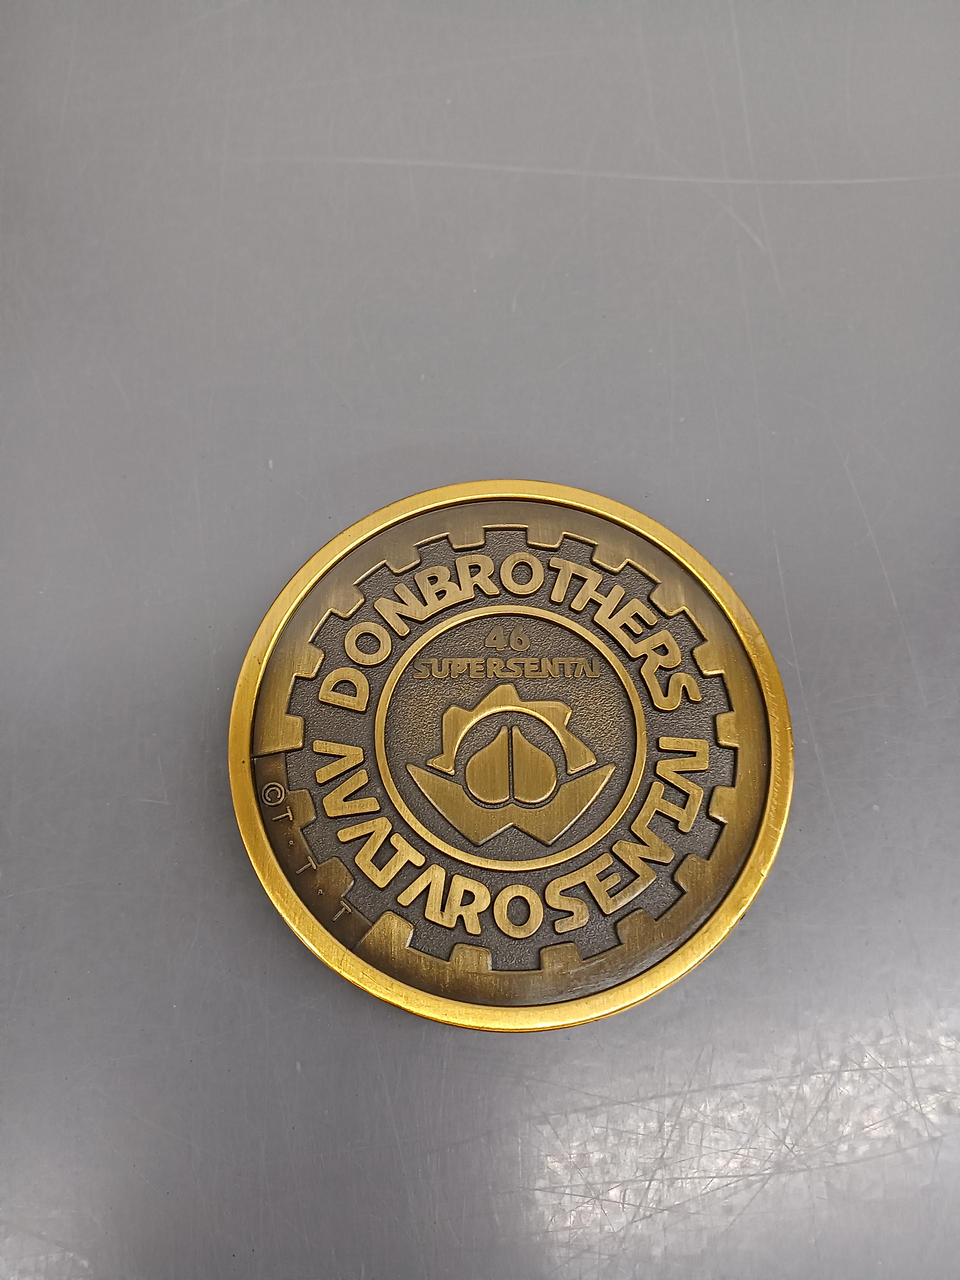 DONBROTHERS
46
SUPERSENTAI
AVATAROSENTAI
©T・T・T